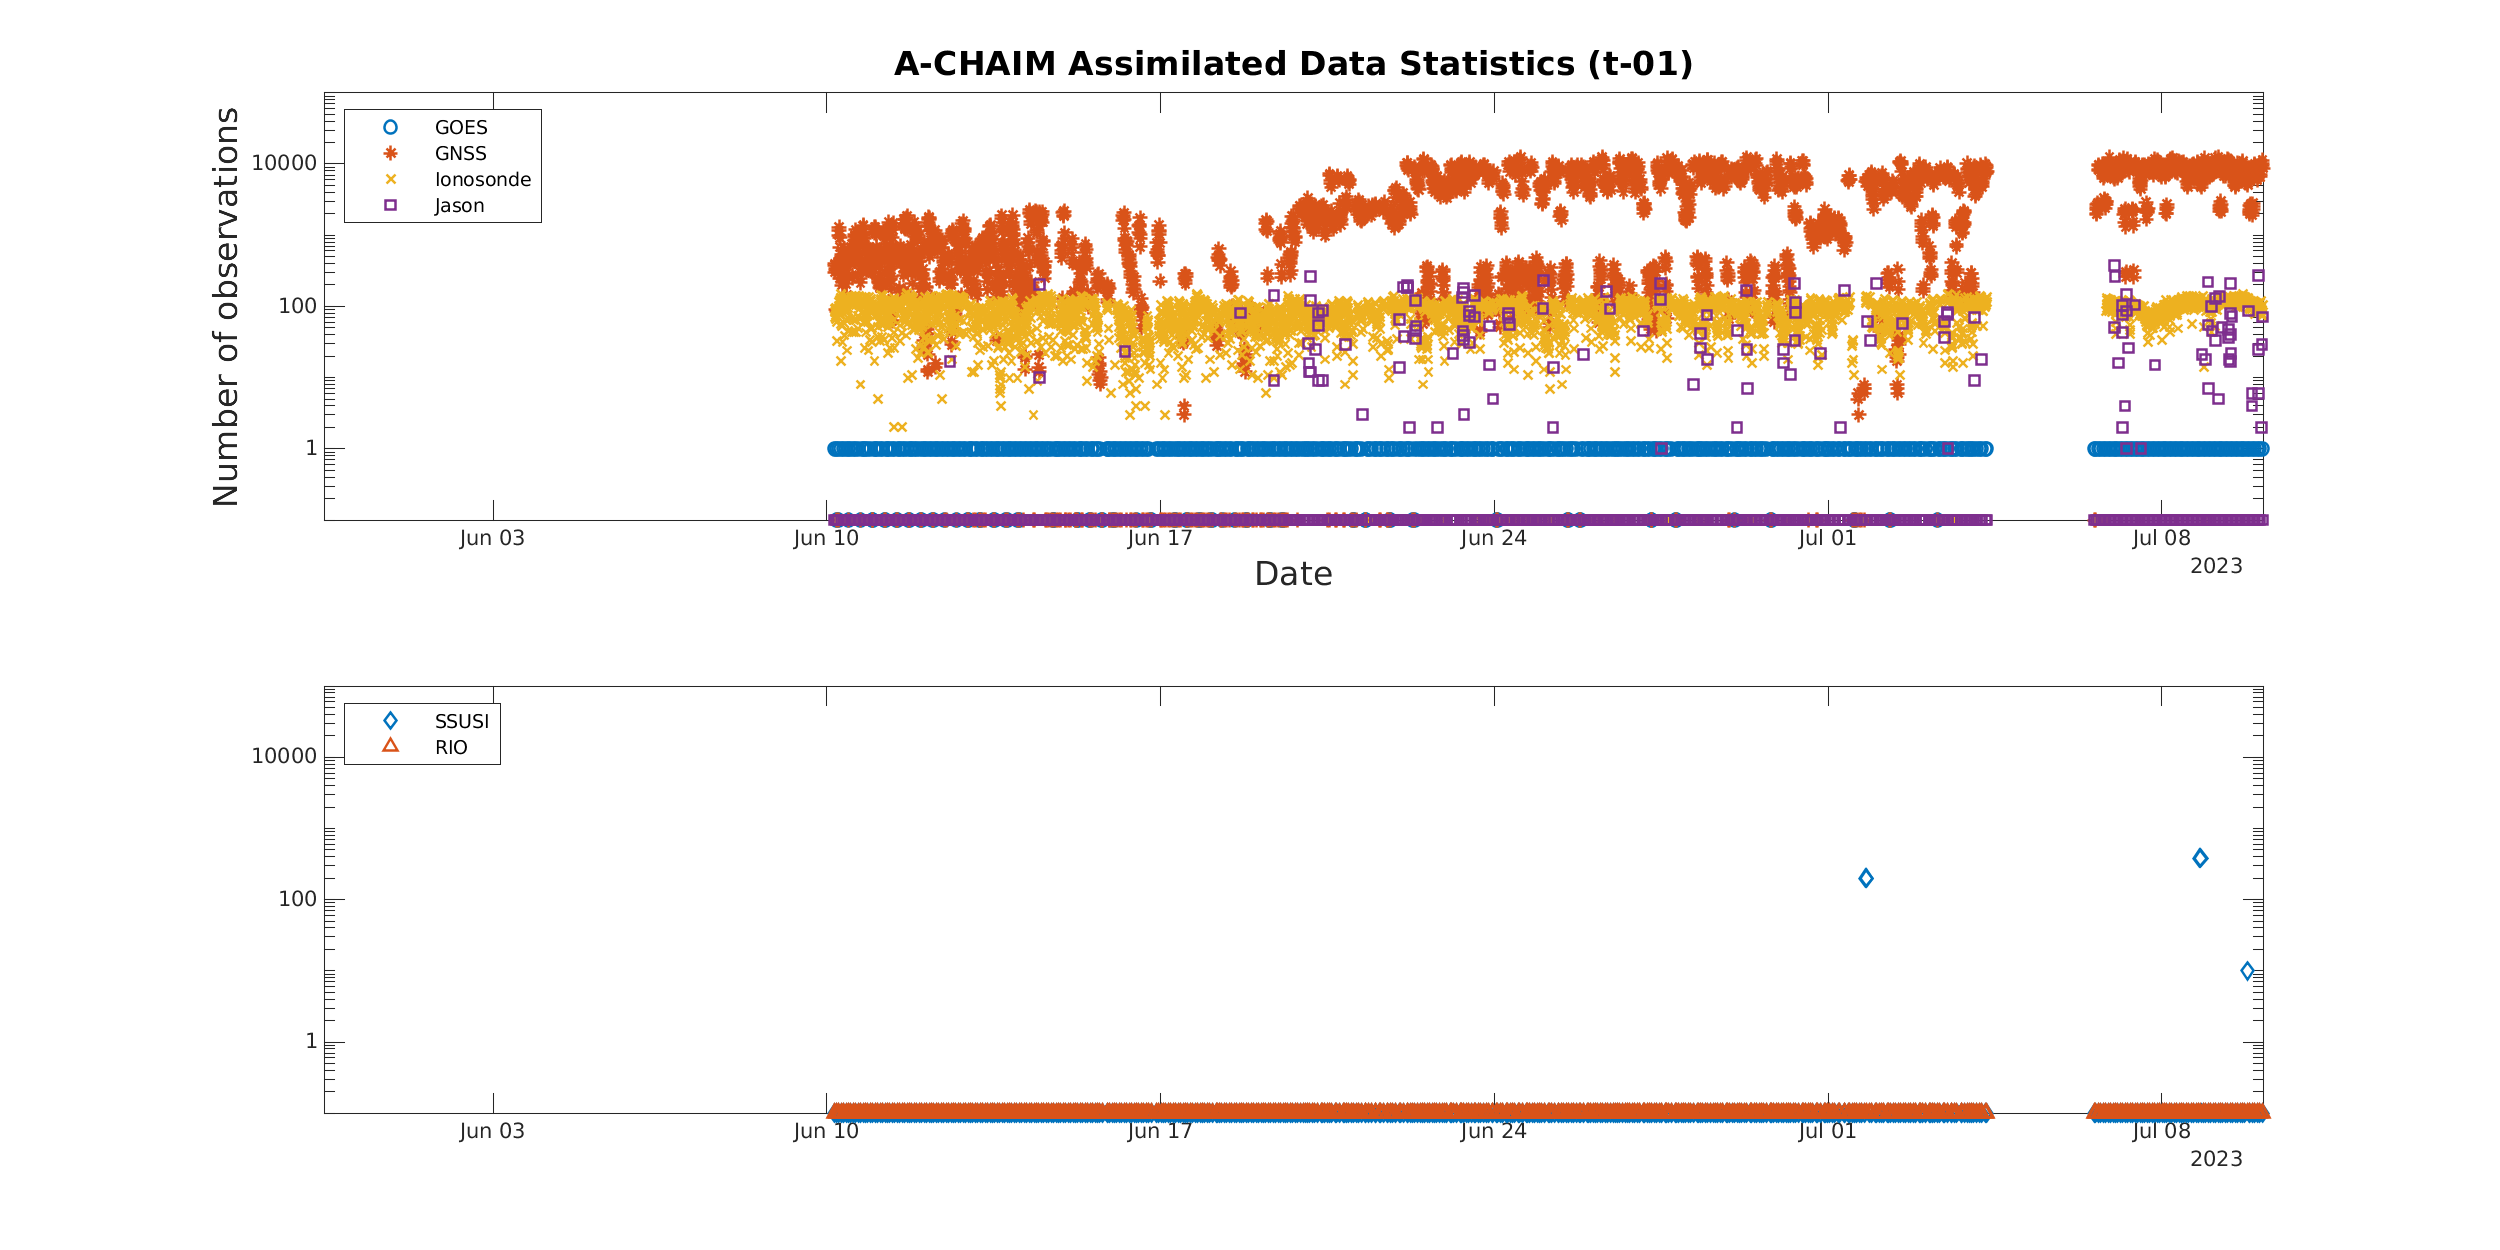 A-CHAIM Assimilated Data Statistics (t-01)
Number of observations
10000
100
1
GOES
GNSS
Ionosonde
Jason
Jun 03
Jun 10
Jun 17
Jun 24
Jul 01
Jul 08
2023
Date
10000
100
1
SSUSI
RIO
Jun 03
Jun 10
Jun 17
Jun 24
Jul 01
Jul 08
2023